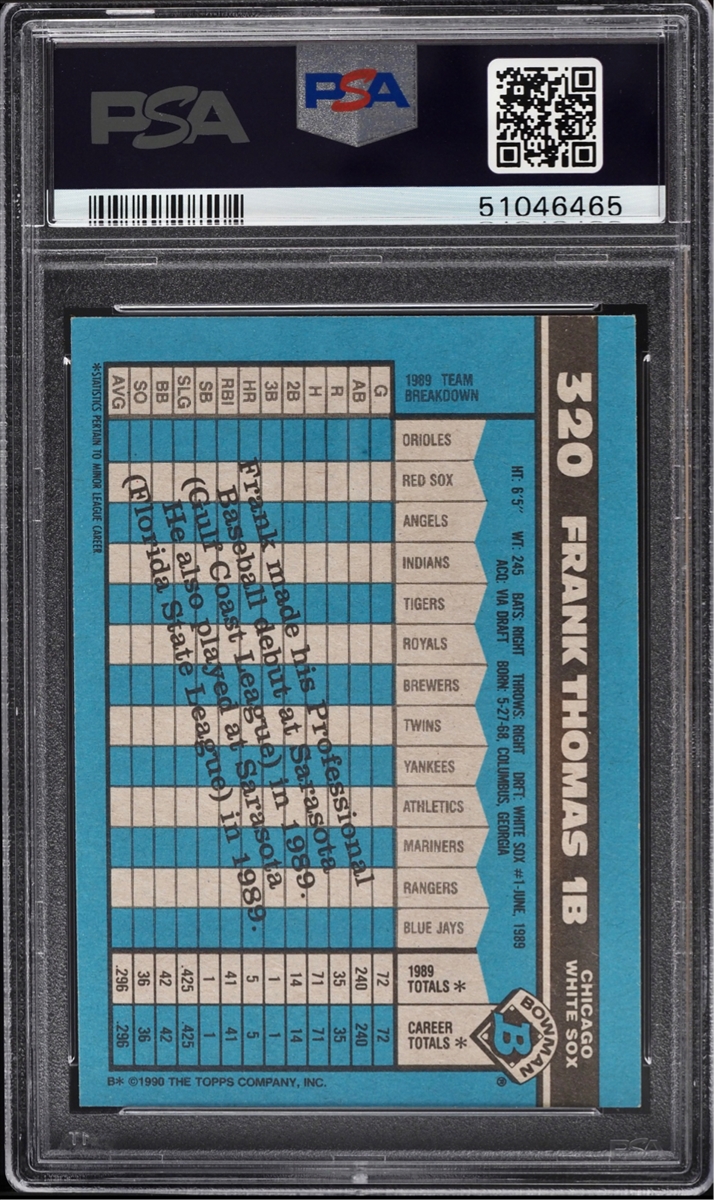 PSA
PSA
51046465
320 FRANK THOMAS 1B
CHICAGO
WHITE SOX
HT: 6'5" WT: 245 BATS: RIGHT THROWS: RIGHT DRFT: WHITE SOX #1-JUNE, 1989
ACQ: VIA DRAFT BORN: 5-27-68, COLUMBUS, GEORGIA
BOWMAN
B
1989 TEAM
BREAKDOWN
ORIOLES
RED SOX
ANGELS
INDIANS
TIGERS
ROYALS
BREWERS
TWINS
YANKEES
ATHLETICS
MARINERS
RANGERS
BLUE JAYS
1989
TOTALS *
CAREER
TOTALS *
G 72 72
AB 240 240
R 35 35
H 71 71
2B 14 14
3B 1 1
HR 5 5
RBI 41 41
SB 1 1
SLG .425 .425
BB 42 42
SO 36 36
AVG .296 .296
Frank made his Professional
Baseball debut at Sarasota
(Gulf Coast League) in 1989.
He also played at Sarasota
(Florida State League) in 1989.
*STATISTICS PERTAIN TO MINOR LEAGUE CAREER
B* ©1990 THE TOPPS COMPANY, INC.
PSA